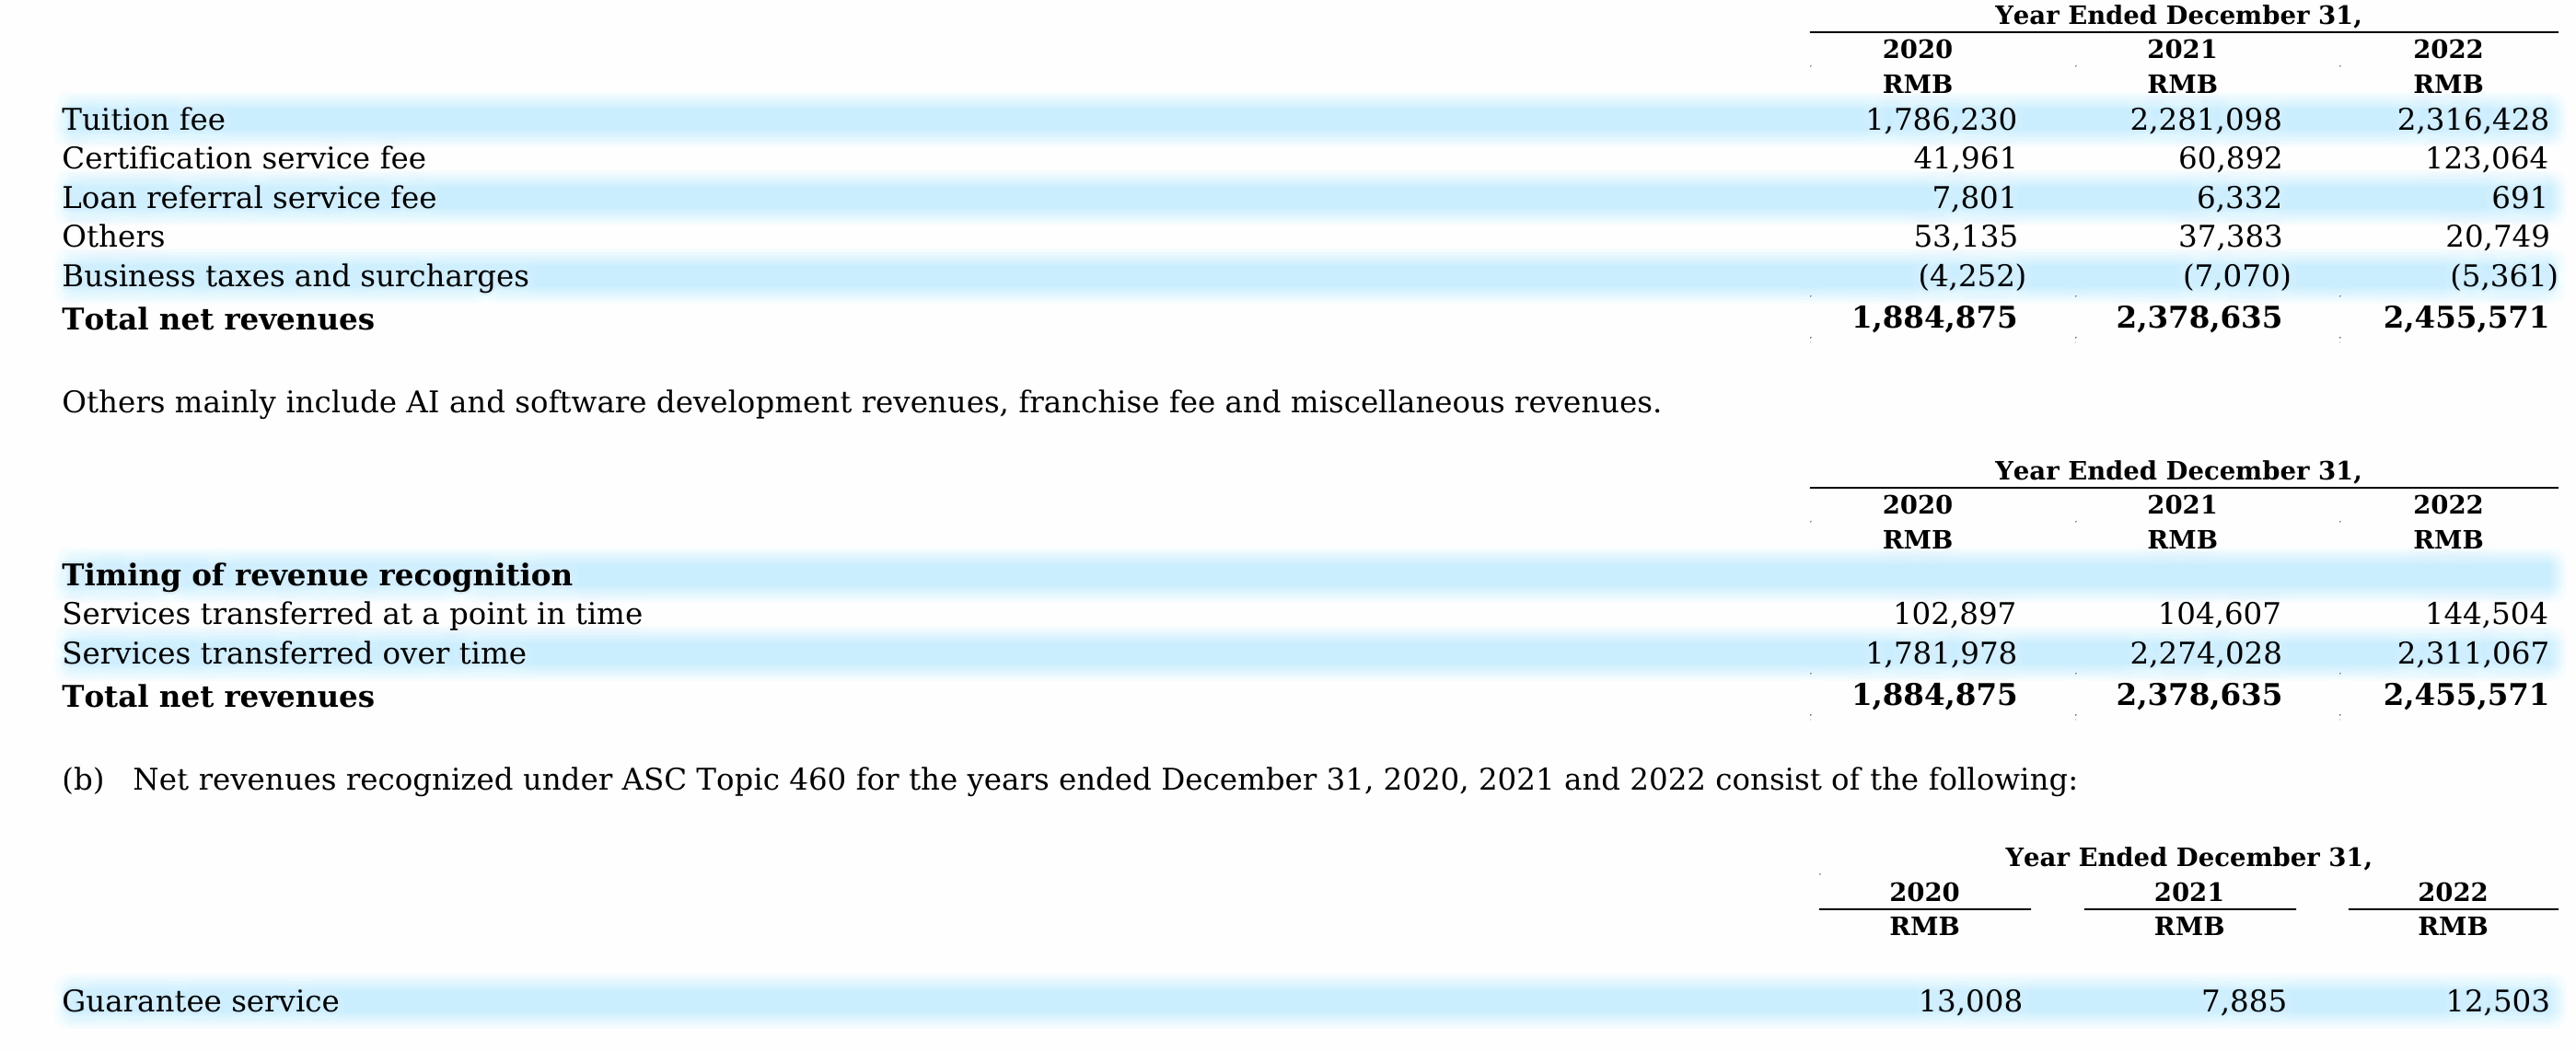 Year Ended December 31,
2020 2021 2022
RMB RMB RMB
Tuition fee 1,786,230 2,281,098 2,316,428
Certification service fee 41,961 60,892 123,064
Loan referral service fee 7,801 6,332 691
Others 53,135 37,383 20,749
Business taxes and surcharges (4,252) (7,070) (5,361)
Total net revenues 1,884,875 2,378,635 2,455,571
Others mainly include AI and software development revenues, franchise fee and miscellaneous revenues.
Year Ended December 31,
2020 2021 2022
RMB RMB RMB
Timing of revenue recognition
Services transferred at a point in time 102,897 104,607 144,504
Services transferred over time 1,781,978 2,274,028 2,311,067
Total net revenues 1,884,875 2,378,635 2,455,571
(b) Net revenues recognized under ASC Topic 460 for the years ended December 31, 2020, 2021 and 2022 consist of the following:
Year Ended December 31,
2020 2021 2022
RMB RMB RMB
Guarantee service 13,008 7,885 12,503